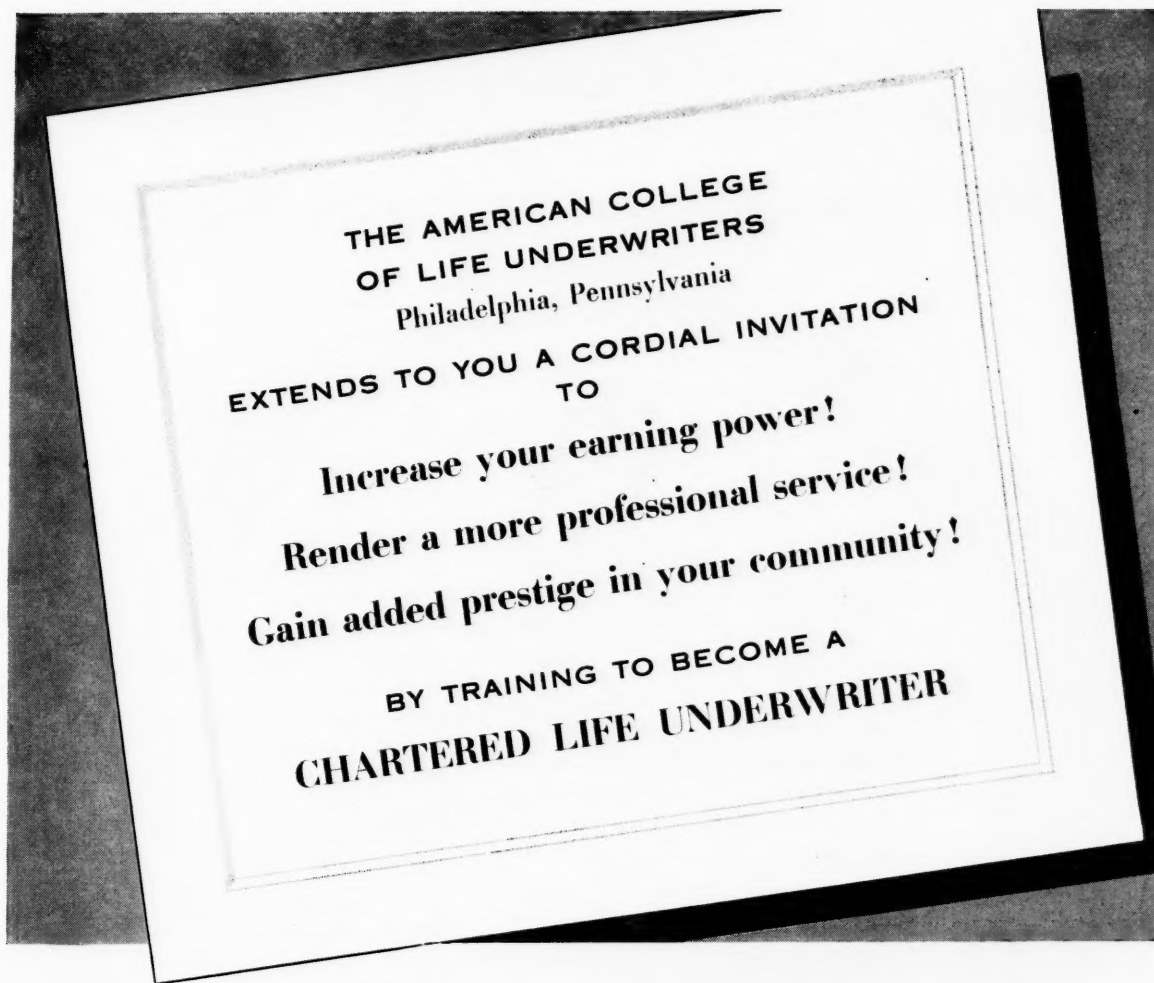 THE AMERICAN COLLEGE
OF LIFE UNDERWRITERS
Philadelphia, Pennsylvania
EXTENDS TO YOU A CORDIAL INVITATION
TO
Increase your earning power!
Render a more professional service!
Gain added prestige in your community!
BY TRAINING TO BECOME A
CHARTERED LIFE UNDERWRITER